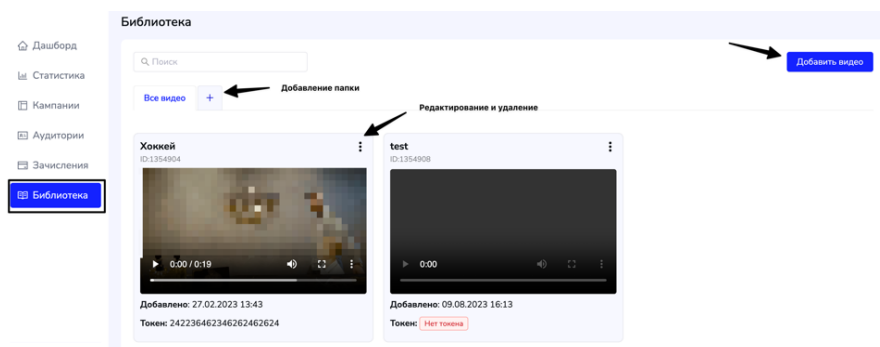 Библиотека
Дашборд
Статистика
Кампании
Аудитории
Зачисления
Библиотека
Поиск
Добавить видео
Все видео +
Добавление папки
Редактирование и удаление
Хоккей
ID:1354904
0:00 / 0:19
Добавлено: 27.02.2023 13:43
Токен: 242236462346262462624
test
ID:1354908
0:00
Добавлено: 09.08.2023 16:13
Токен: Нет токена